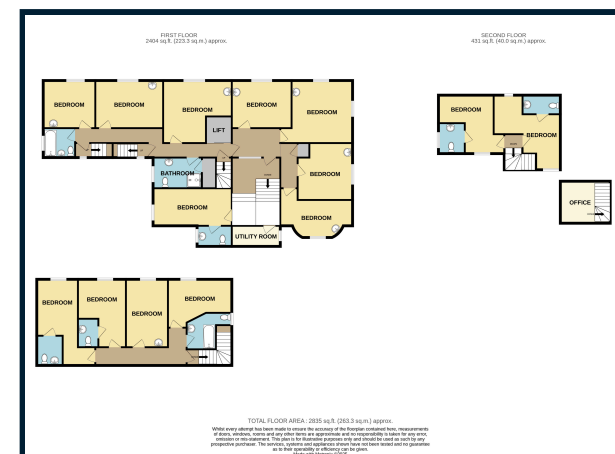 FIRST FLOOR
2404 sq.ft. (223.3 sq.m.) approx.
SECOND FLOOR
431 sq.ft. (40.0 sq.m.) approx.
BEDROOM
BEDROOM
BEDROOM
BEDROOM
BEDROOM
LIFT
BATHROOM
BEDROOM
BEDROOM
BEDROOM
UTILITY ROOM
BEDROOM
BEDROOM
OFFICE
BEDROOM
BEDROOM
BEDROOM
BEDROOM
TOTAL FLOOR AREA : 2835 sq.ft. (263.3 sq.m.) approx.
Whilst every attempt has been made to ensure the accuracy of the floorplan contained here, measurements
of doors, windows, rooms and any other items are approximate and no responsibility is taken for any error,
omission or mis-statement. This plan is for illustrative purposes only and should be used as such by any
prospective purchaser. The services, systems and appliances shown have not been tested and no guarantee
as to their operability or efficiency can be given.